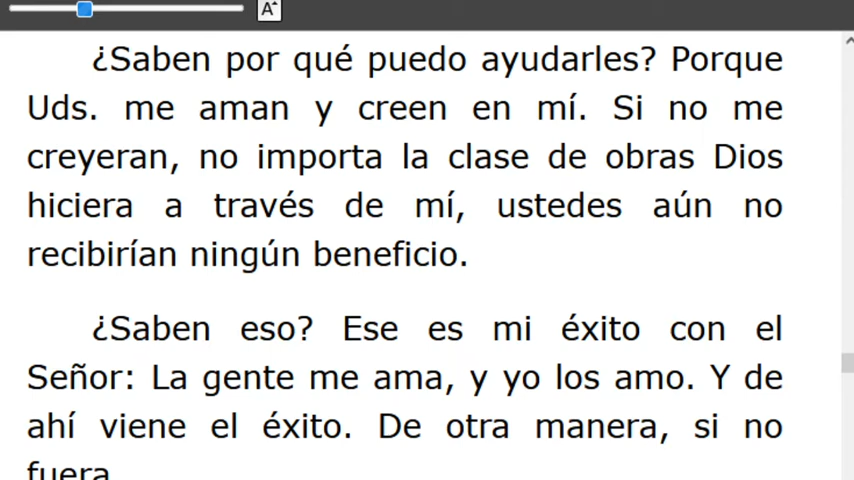 A
¿Saben por qué puedo ayudarles? Porque
Uds. me aman y creen en mí. Si no me
creyeran, no importa la clase de obras Dios
hiciera a través de mí, ustedes aún no
recibirían ningún beneficio.
¿Saben eso? Ese es mi éxito con el
Señor: La gente me ama, y yo los amo. Y de
ahí viene el éxito. De otra manera, si no
fuera